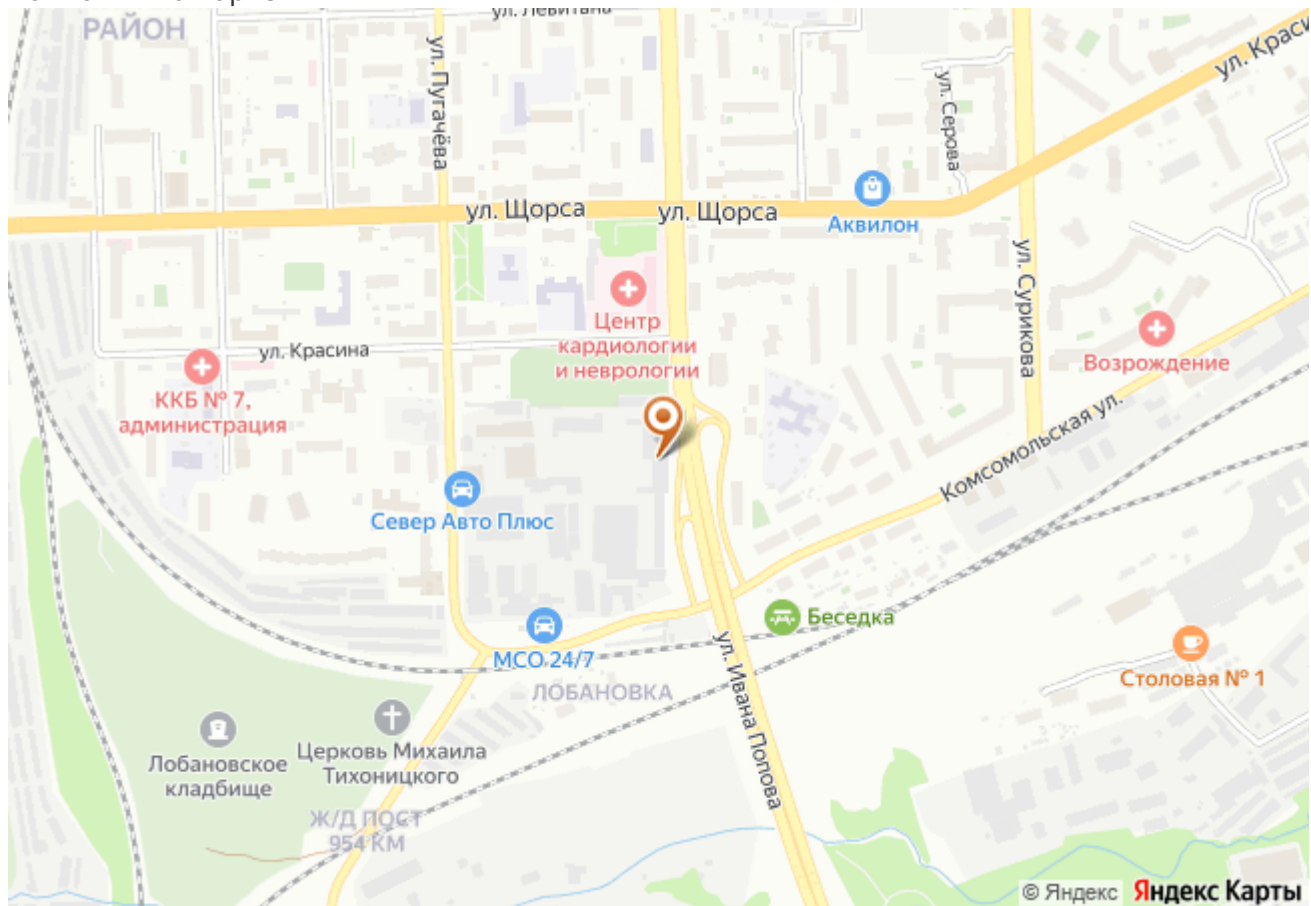 ул. Левитана
РАЙОН
ул. Пугачёва
ул. Серова
ул. Краси
ул. Щорса
ул. Щорса
Аквилон
ул. Сурикова
Центр
кардиологии
и неврологии
ул. Красина
ККБ № 7,
администрация
Возрождение
Комсомольская ул.
Север Авто Плюс
Беседка
МСО 24/7
ЛОБАНОВКА
ул. Ивана Попова
Столовая № 1
Лобановское
кладбище
Церковь Михаила
Тихоницкого
Ж/Д ПОСТ
954 КМ
© Яндекс Яндекс Карты